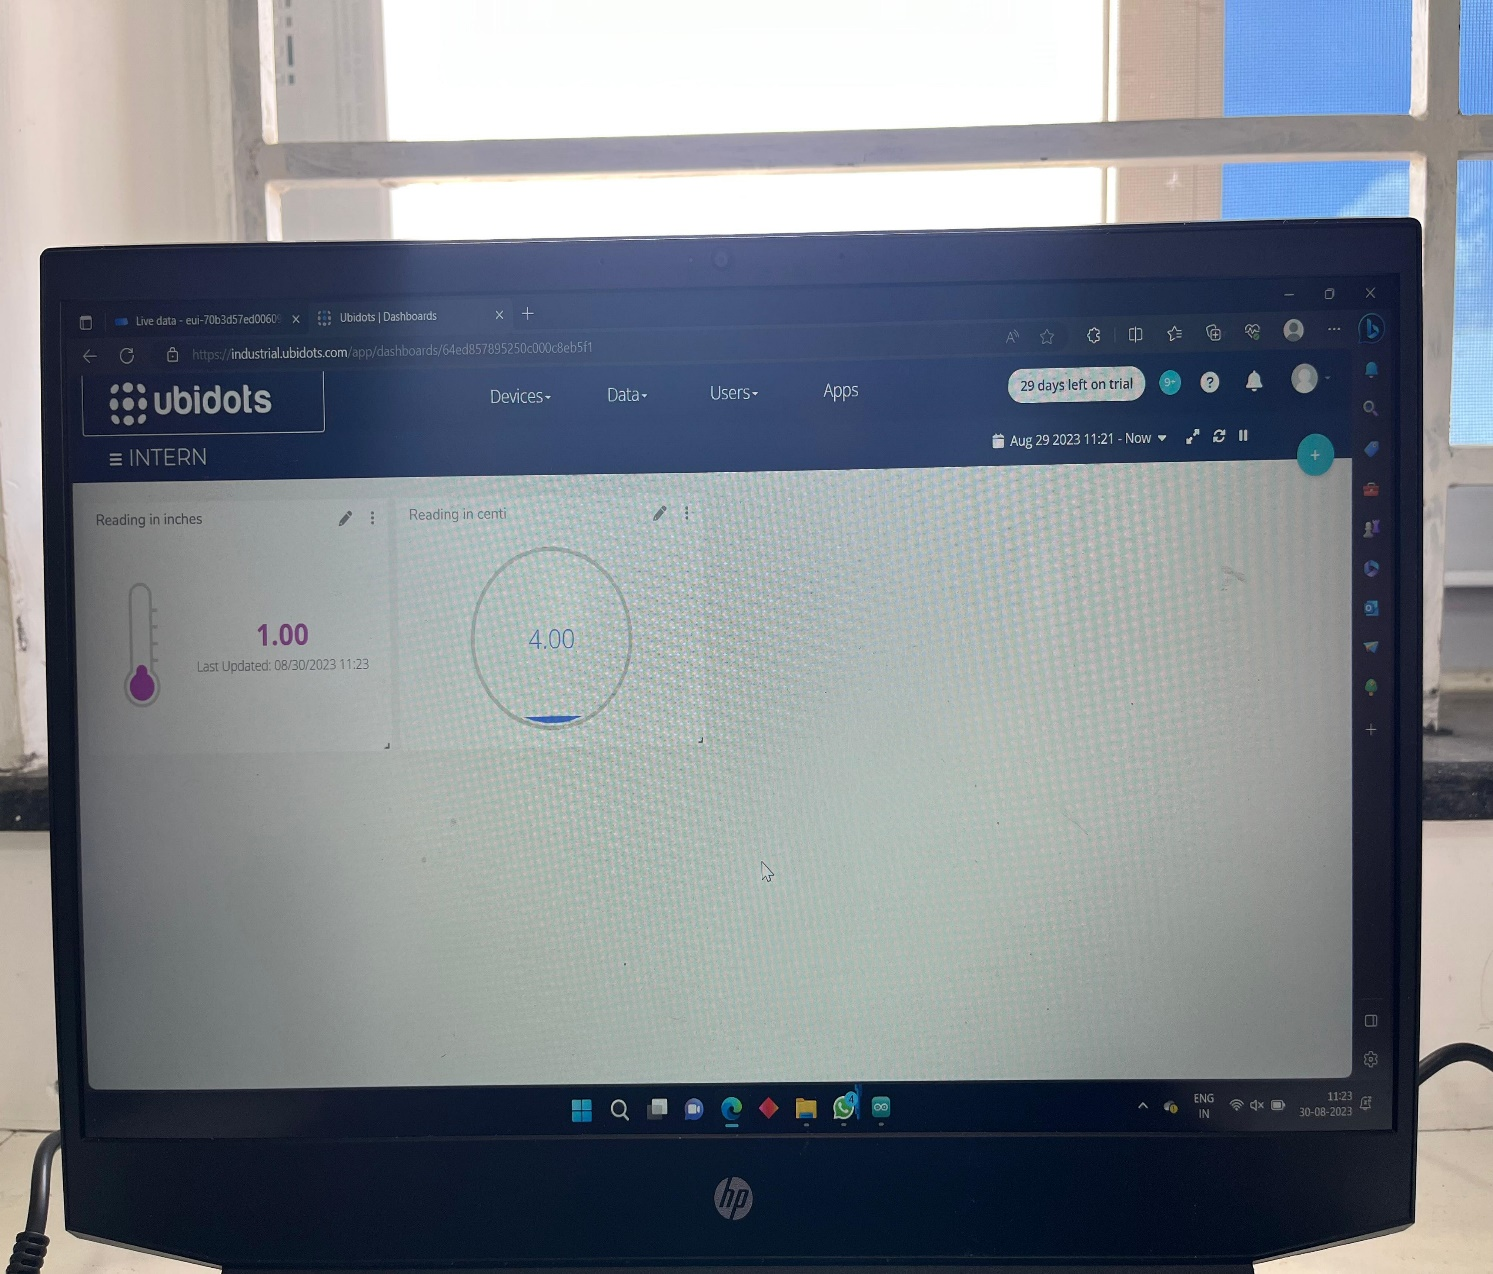 Live data - eui-70b3d57ed0060
Ubidots | Dashboards
https://industrial.ubidots.com/app/dashboards/64ed857895250c000c8eb5f1
ubidots
Devices
Data
Users
Apps
29 days left on trial
9+
?
INTERN
Aug 29 2023 11:21 - Now
+
Reading in inches
Reading in centi
1.00
Last Updated: 08/30/2023 11:23
4.00
4
ENG
IN
11:23
30-08-2023
hp